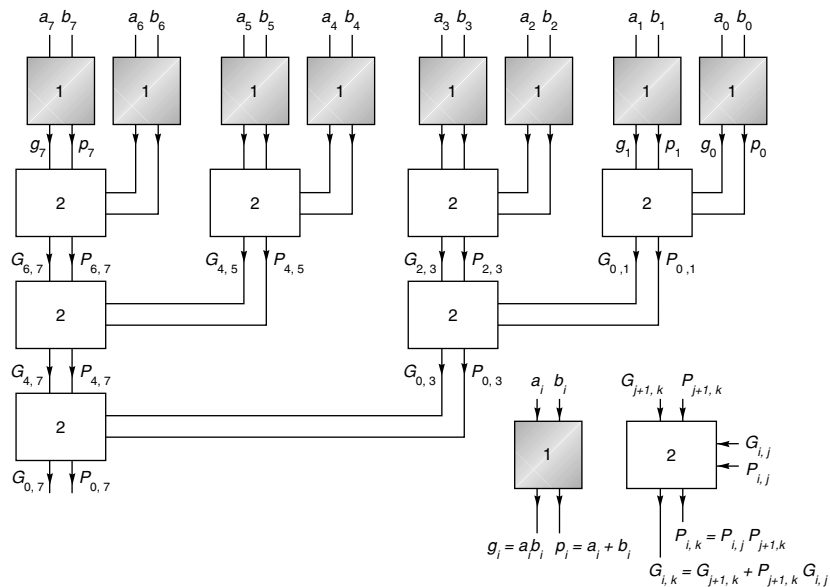 a7 b7 a6 b6 a5 b5 a4 b4 a3 b3 a2 b2 a1 b1 a0 b0
1 1 1 1 1 1 1 1
g7 p7 g1 p1 g0 p0
2 2 2 2
G6, 7 P6, 7 G4, 5 P4, 5 G2, 3 P2, 3 G0 ,1 P0 ,1
2 2
G4, 7 P4, 7 G0, 3 P0, 3 ai bi Gj+1, k Pj+1, k
2 1 2 Gi, j
Pi, j
G0, 7 P0, 7
gi = aibi pi = ai + bi Pi, k = Pi, j Pj+1,k
Gi, k = Gj+1, k + Pj+1, k Gi, j